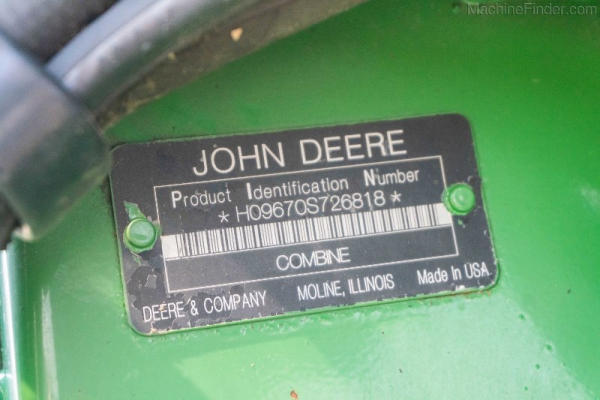 MachineFinder.com
JOHN DEERE
Product Identification Number
* H09670S726818 *
COMBINE
DEERE & COMPANY MOLINE, ILLINOIS Made In USA